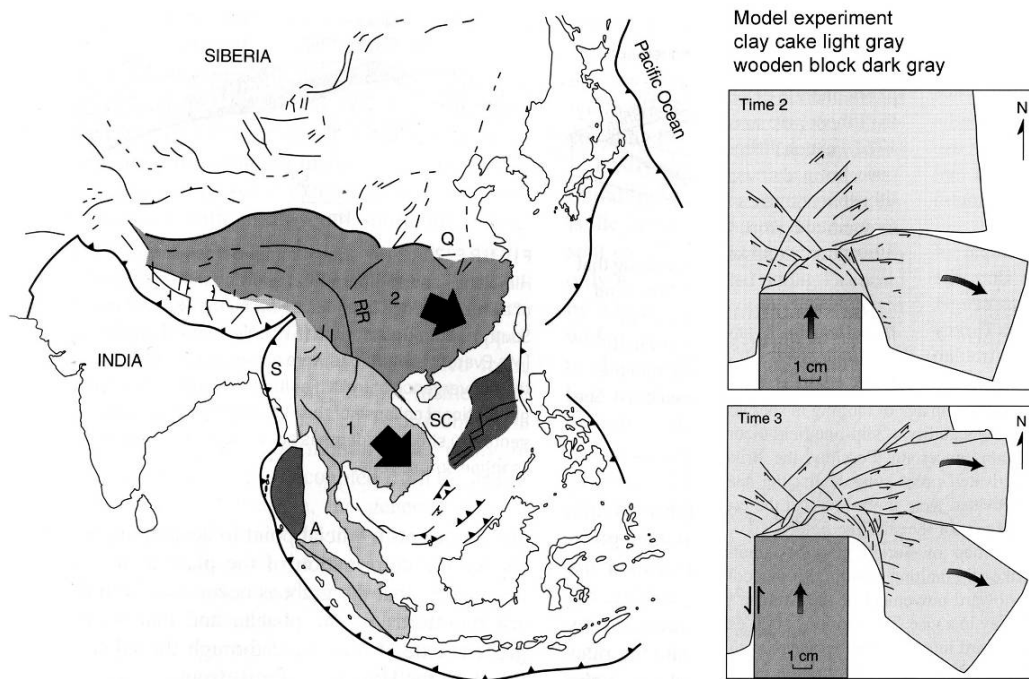 SIBERIA
Pacific Ocean
Q
2
RR
INDIA
S
SC
1
A
Model experiment
clay cake light gray
wooden block dark gray
Time 2
N
1 cm
Time 3
N
1 cm